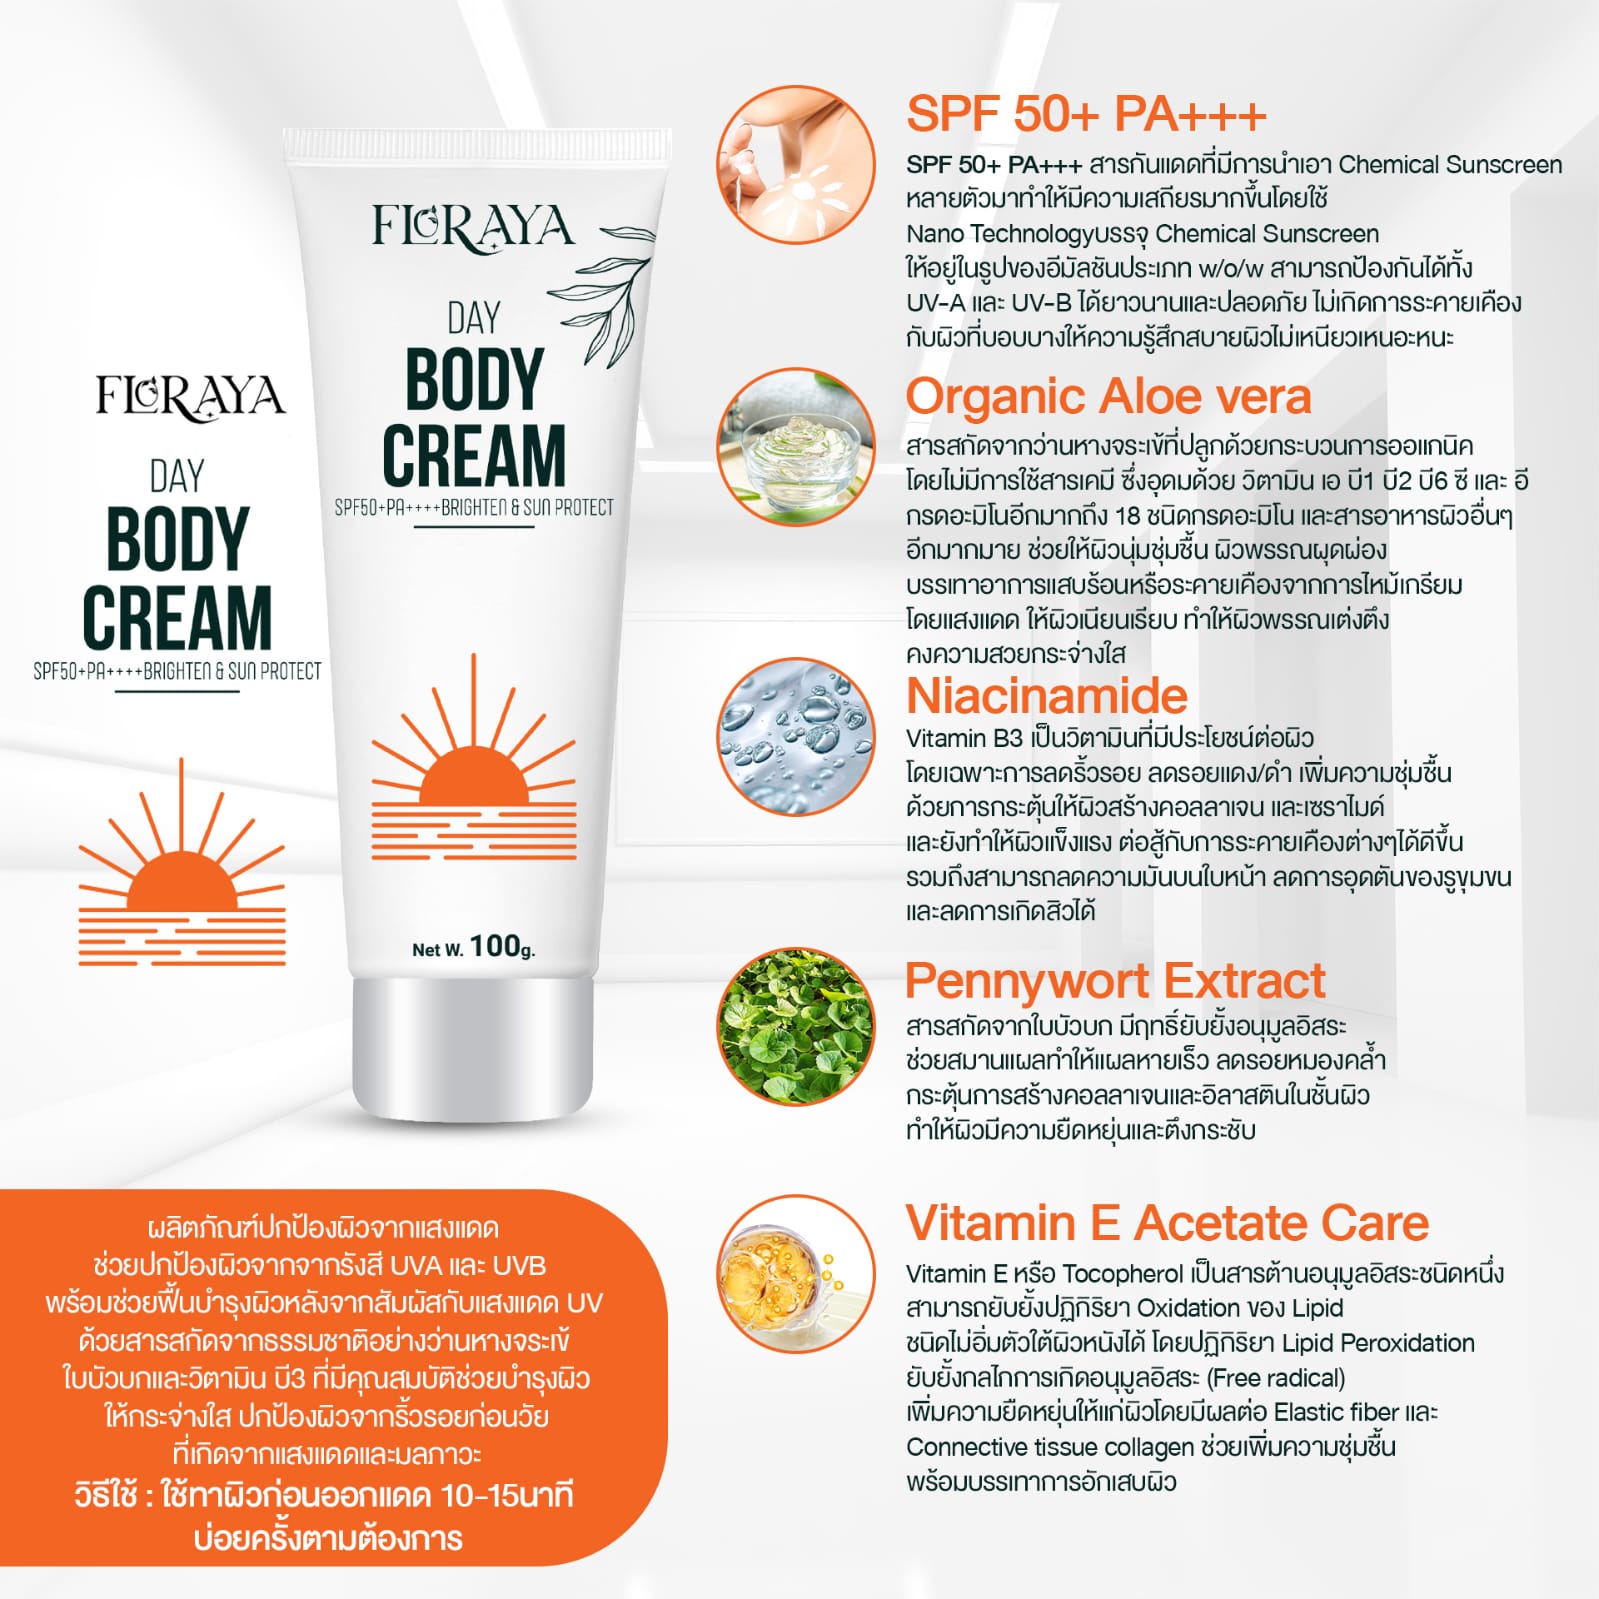 FLORAYA
DAY
BODY
CREAM
SPF50+PA++++BRIGHTEN & SUN PROTECT
FLORAYA
DAY
BODY
CREAM
SPF50+PA++++BRIGHTEN & SUN PROTECT
Net W. 100g.
SPF 50+ PA+++
SPF 50+ PA+++ สารกันแดดที่มีการนำเอา Chemical Sunscreen
หลายตัวมาทำให้มีความเสถียรมากขึ้นโดยใช้
Nano Technologyบรรจุ Chemical Sunscreen
ให้อยู่ในรูปของอีมัลชันประเภท w/o/w สามารถป้องกันได้ทั้ง
UV-A และ UV-B ได้ยาวนานและปลอดภัย ไม่เกิดการระคายเคือง
กับผิวที่บอบบางให้ความรู้สึกสบายผิวไม่เหนียวเหนอะหนะ
Organic Aloe vera
สารสกัดจากว่านหางจระเข้ที่ปลูกด้วยกระบวนการออแกนิค
โดยไม่มีการใช้สารเคมี ซึ่งอุดมด้วย วิตามิน เอ บี1 บี2 บี6 ซี และ อี
กรดอะมิโนอีกมากถึง 18 ชนิดกรดอะมิโน และสารอาหารผิวอื่นๆ
อีกมากมาย ช่วยให้ผิวนุ่มชุ่มชื้น ผิวพรรณผุดผ่อง
บรรเทาอาการแสบร้อนหรือระคายเคืองจากการไหม้เกรียม
โดยแสงแดด ให้ผิวเนียนเรียบ ทำให้ผิวพรรณเต่งตึง
คงความสวยกระจ่างใส
Niacinamide
Vitamin B3 เป็นวิตามินที่มีประโยชน์ต่อผิว
โดยเฉพาะการลดริ้วรอย ลดรอยแดง/ดำ เพิ่มความชุ่มชื้น
ด้วยการกระตุ้นให้ผิวสร้างคอลลาเจน และเซราไมด์
และยังทำให้ผิวแข็งแรง ต่อสู้กับการระคายเคืองต่างๆได้ดีขึ้น
รวมถึงสามารถลดความมันบนใบหน้า ลดการอุดตันของรูขุมขน
และลดการเกิดสิวได้
Pennywort Extract
สารสกัดจากใบบัวบก มีฤทธิ์ยับยั้งอนุมูลอิสระ
ช่วยสมานแผลทำให้แผลหายเร็ว ลดรอยหมองคล้ำ
กระตุ้นการสร้างคอลลาเจนและอิลาสตินในชั้นผิว
ทำให้ผิวมีความยืดหยุ่นและตึงกระชับ
Vitamin E Acetate Care
Vitamin E หรือ Tocopherol เป็นสารต้านอนุมูลอิสระชนิดหนึ่ง
สามารถยับยั้งปฏิกิริยา Oxidation ของ Lipid
ชนิดไม่อิ่มตัวใต้ผิวหนังได้ โดยปฏิกิริยา Lipid Peroxidation
ยับยั้งกลไกการเกิดอนุมูลอิสระ (Free radical)
เพิ่มความยืดหยุ่นให้แก่ผิวโดยมีผลต่อ Elastic fiber และ
Connective tissue collagen ช่วยเพิ่มความชุ่มชื้น
พร้อมบรรเทาการอักเสบผิว
ผลิตภัณฑ์ปกป้องผิวจากแสงแดด
ช่วยปกป้องผิวจากจากรังสี UVA และ UVB
พร้อมช่วยฟื้นบำรุงผิวหลังจากสัมผัสกับแสงแดด UV
ด้วยสารสกัดจากธรรมชาติอย่างว่านหางจระเข้
ใบบัวบกและวิตามิน บี3 ที่มีคุณสมบัติช่วยบำรุงผิว
ให้กระจ่างใส ปกป้องผิวจากริ้วรอยก่อนวัย
ที่เกิดจากแสงแดดและมลภาวะ
วิธีใช้ : ใช้ทาผิวก่อนออกแดด 10-15นาที
บ่อยครั้งตามต้องการ